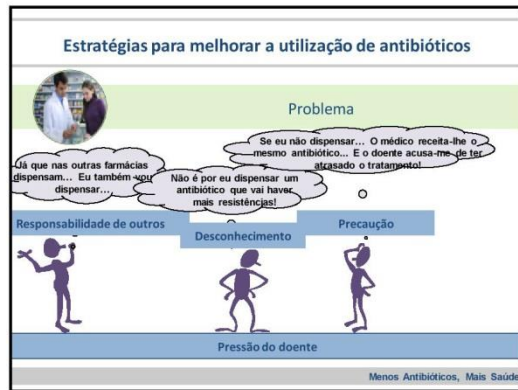 Estratégias para melhorar a utilização de antibióticos
Problema
Já que nas outras farmácias
dispensam... Eu também vou
dispensar...
Não é por eu dispensar um
antibiótico que vai haver
mais resistências!
Se eu não dispensar... O médico receita-lhe o
mesmo antibiótico... E o doente acusa-me de ter
atrasado o tratamento!
Responsabilidade de outros
Desconhecimento
Precaução
Pressão do doente
Menos Antibióticos, Mais Saúde